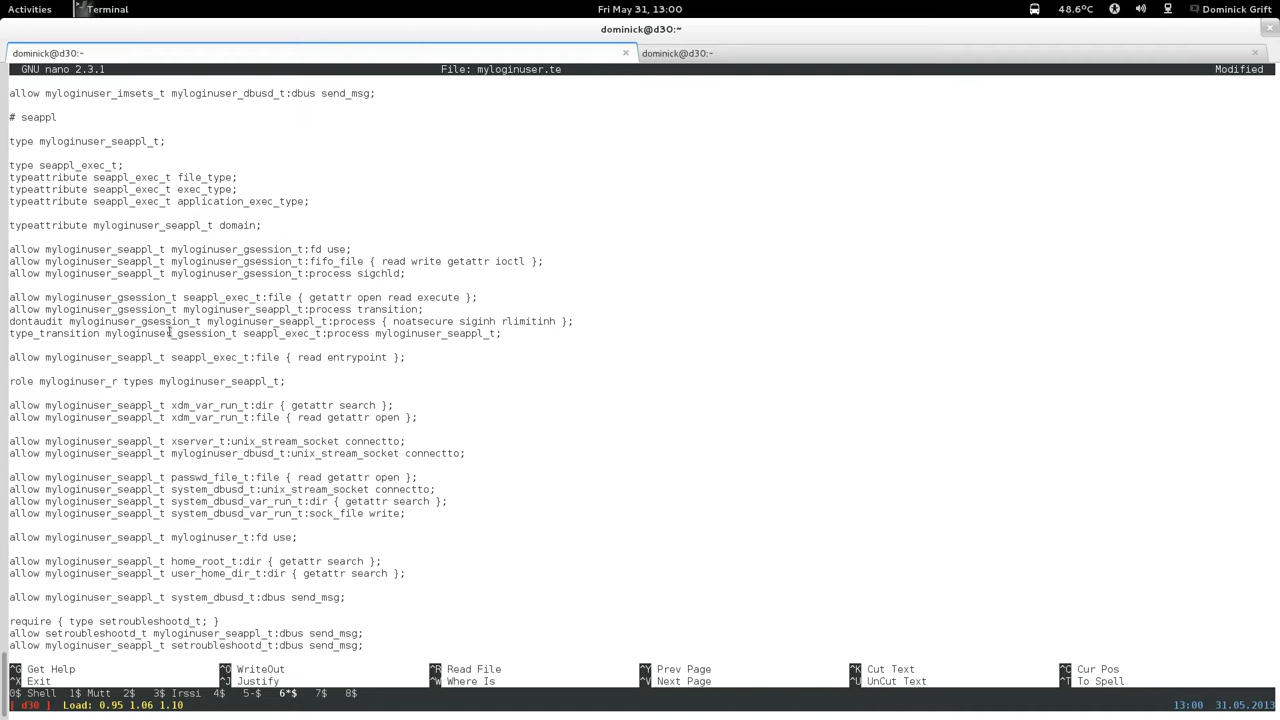 Activities Terminal Fri May 31, 13:00 48.6°C Dominick Grift
dominick@d30:~
dominick@d30:~ dominick@d30:~
GNU nano 2.3.1 File: myloginuser.te Modified
allow myloginuser_imsets_t myloginuser_dbusd_t:dbus send_msg;
# seappl
type myloginuser_seappl_t;
type seappl_exec_t;
typeattribute seappl_exec_t file_type;
typeattribute seappl_exec_t exec_type;
typeattribute seappl_exec_t application_exec_type;
typeattribute myloginuser_seappl_t domain;
allow myloginuser_seappl_t myloginuser_gsession_t:fd use;
allow myloginuser_seappl_t myloginuser_gsession_t:fifo_file { read write getattr ioctl };
allow myloginuser_seappl_t myloginuser_gsession_t:process sigchld;
allow myloginuser_gsession_t seappl_exec_t:file { getattr open read execute };
allow myloginuser_gsession_t myloginuser_seappl_t:process transition;
dontaudit myloginuser_gsession_t myloginuser_seappl_t:process { noatsecure siginh rlimitinh };
type_transition myloginuser_gsession_t seappl_exec_t:process myloginuser_seappl_t;
allow myloginuser_seappl_t seappl_exec_t:file { read entrypoint };
role myloginuser_r types myloginuser_seappl_t;
allow myloginuser_seappl_t xdm_var_run_t:dir { getattr search };
allow myloginuser_seappl_t xdm_var_run_t:file { read getattr open };
allow myloginuser_seappl_t xserver_t:unix_stream_socket connectto;
allow myloginuser_seappl_t myloginuser_dbusd_t:unix_stream_socket connectto;
allow myloginuser_seappl_t passwd_file_t:file { read getattr open };
allow myloginuser_seappl_t system_dbusd_t:unix_stream_socket connectto;
allow myloginuser_seappl_t system_dbusd_var_run_t:dir { getattr search };
allow myloginuser_seappl_t system_dbusd_var_run_t:sock_file write;
allow myloginuser_seappl_t myloginuser_t:fd use;
allow myloginuser_seappl_t home_root_t:dir { getattr search };
allow myloginuser_seappl_t user_home_dir_t:dir { getattr search };
allow myloginuser_seappl_t system_dbusd_t:dbus send_msg;
require { type setroubleshootd_t; }
allow setroubleshootd_t myloginuser_seappl_t:dbus send_msg;
allow myloginuser_seappl_t setroubleshootd_t:dbus send_msg;
^G Get Help ^O WriteOut ^R Read File ^Y Prev Page ^K Cut Text ^C Cur Pos
^X Exit ^J Justify ^W Where Is ^V Next Page ^U UnCut Text ^T To Spell
0$ Shell 1$ Mutt 2$ 3$ Irssi 4$ 5-$ 6*$ 7$ 8$
[ d30 ] Load: 0.95 1.06 1.10 13:00 31.05.2013